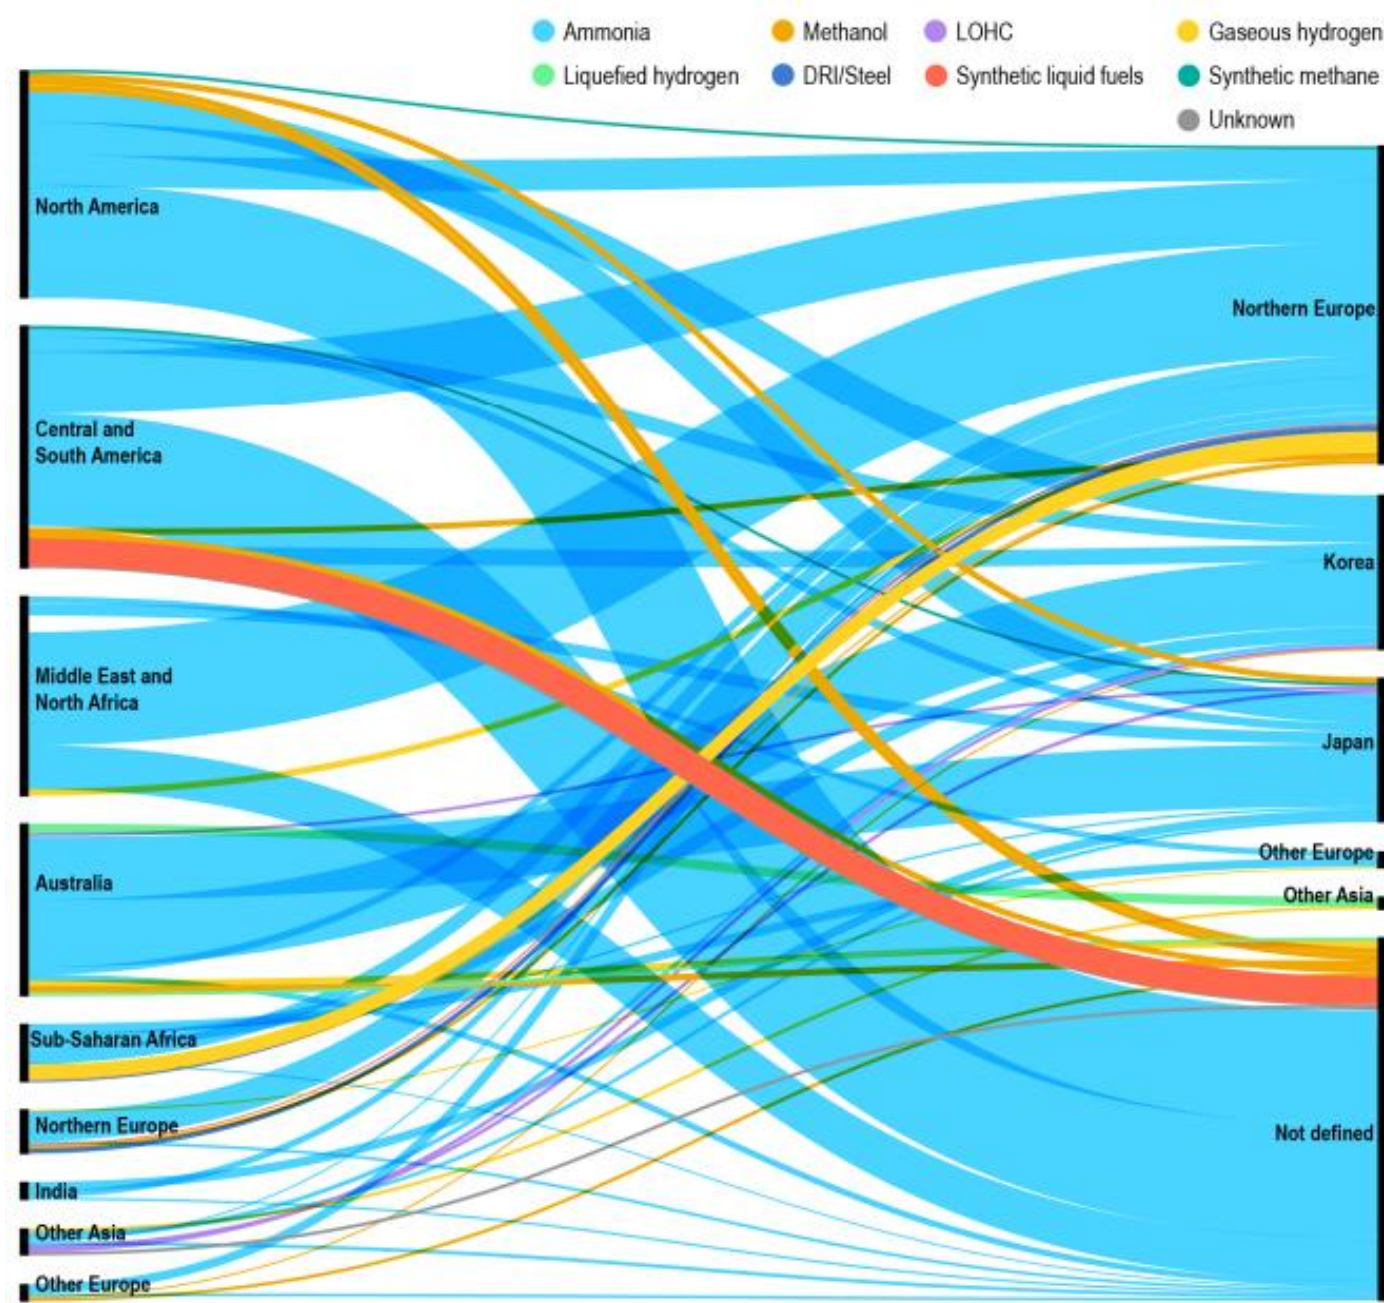 Ammonia
Methanol
LOHC
Gaseous hydrogen
Liquefied hydrogen
DRI/Steel
Synthetic liquid fuels
Synthetic methane
Unknown
North America
Central and
South America
Middle East and
North Africa
Australia
Sub-Saharan Africa
Northern Europe
India
Other Asia
Other Europe
Northern Europe
Korea
Japan
Other Europe
Other Asia
Not defined